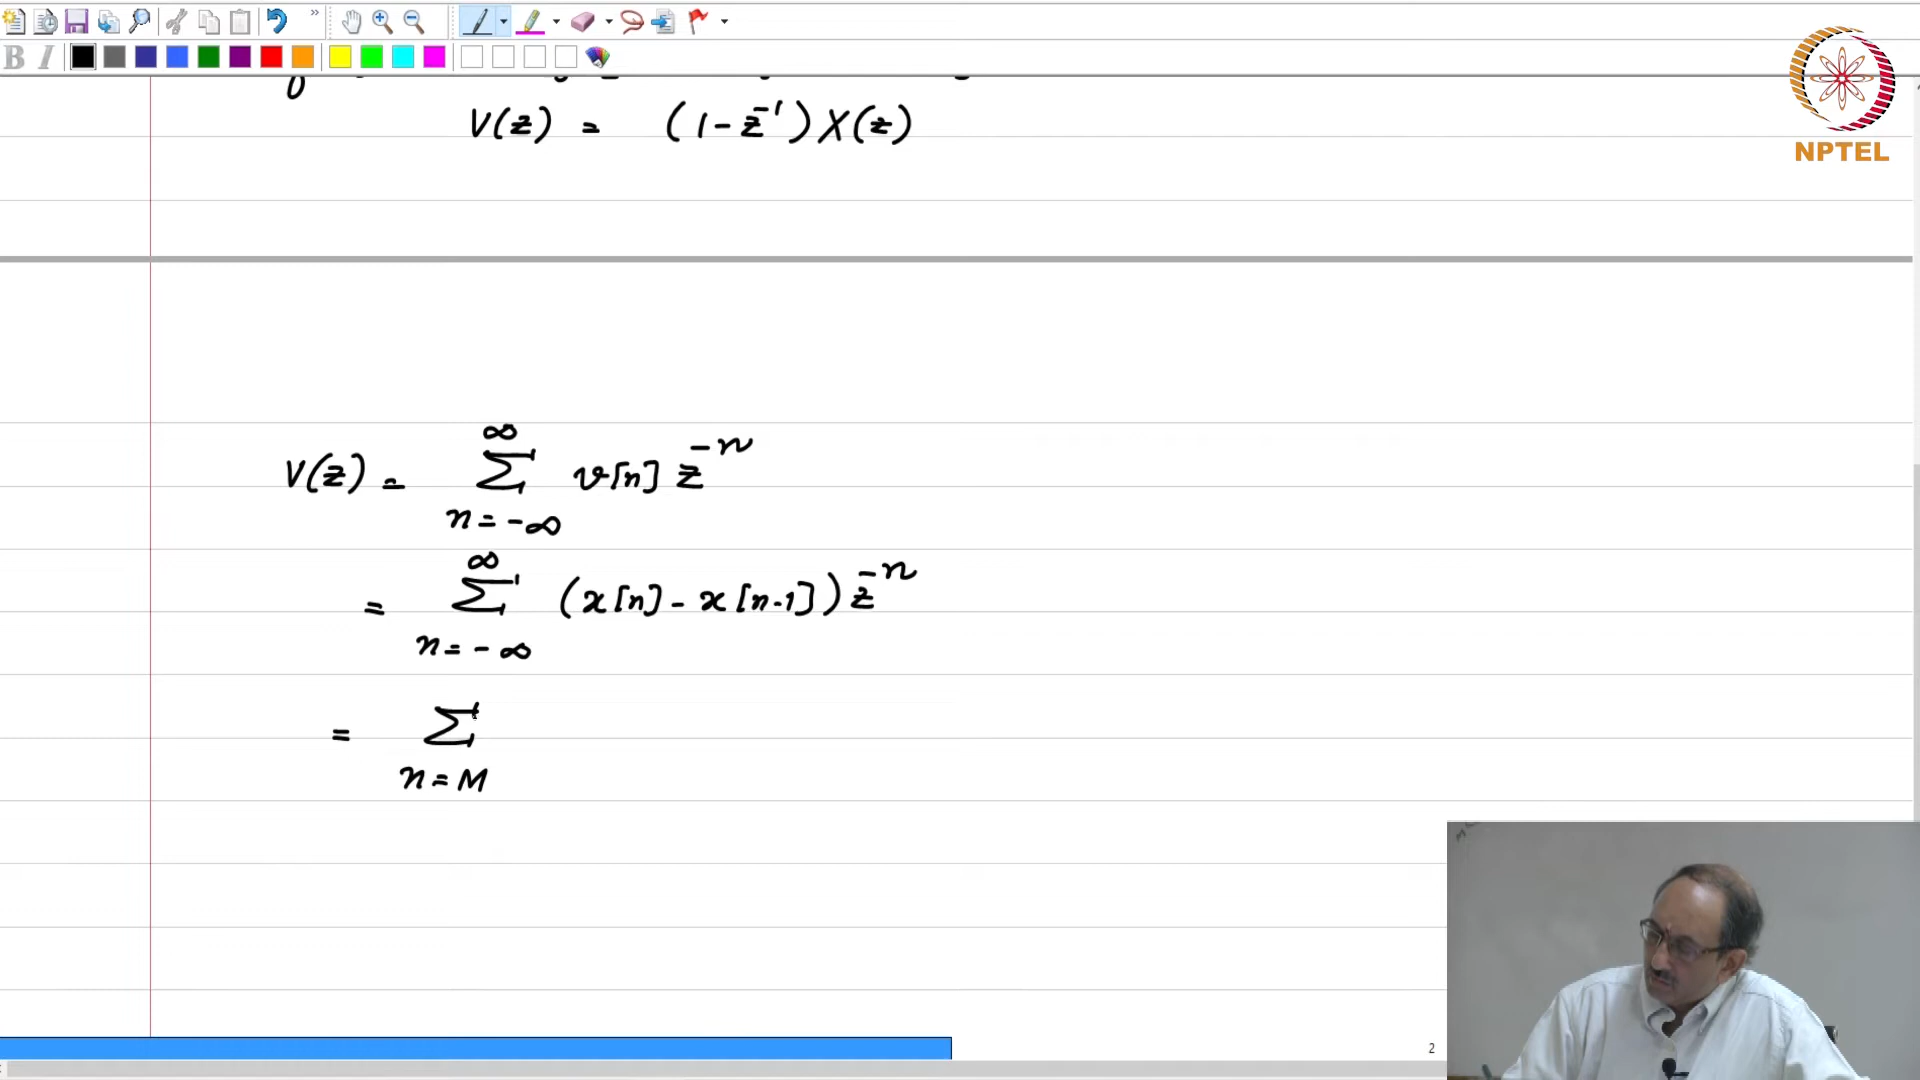 V(z) = (1 - z⁻¹) X(z)
NPTEL
∞
V(z) = Σ v[n] z⁻ⁿ
n = -∞
∞
= Σ (x[n] - x[n-1]) z⁻ⁿ
n = -∞
= Σ
n = M
2